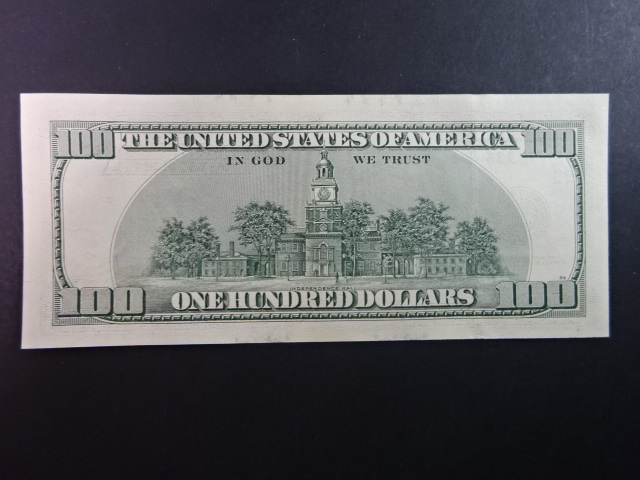 100 THE UNITED STATES OF AMERICA 100
IN GOD WE TRUST
INDEPENDENCE HALL
100 ONE HUNDRED DOLLARS 100